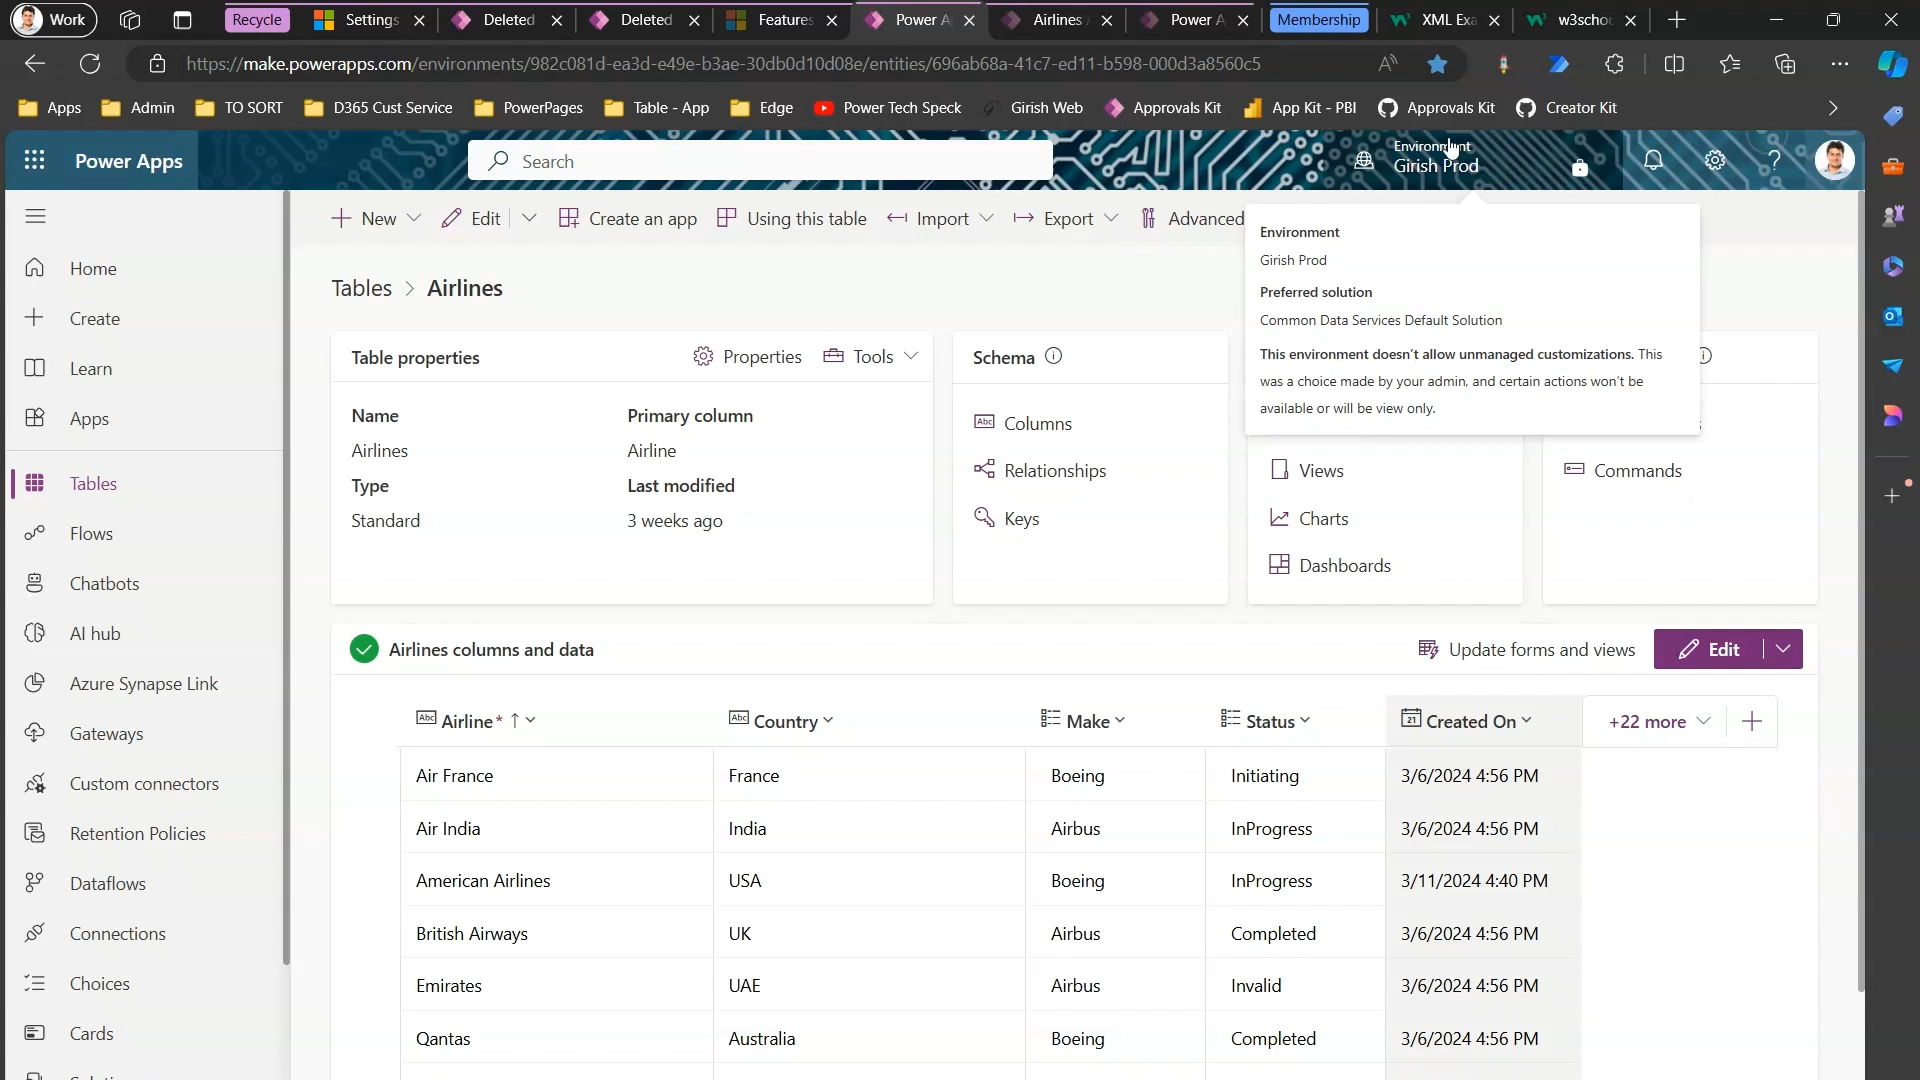 Work
Recycle
Settings
Deleted
Deleted
Features
Power A
Airlines
Power A
Membership
XML Exa
w3scho
https://make.powerapps.com/environments/982c081d-ea3d-e49e-b3ae-30db0d10d08e/entities/696ab68a-41c7-ed11-b598-000d3a8560c5
Apps
Admin
TO SORT
D365 Cust Service
PowerPages
Table - App
Edge
Power Tech Speck
Girish Web
Approvals Kit
App Kit - PBI
Approvals Kit
Creator Kit
Power Apps
Search
Environment
Girish Prod
New
Edit
Create an app
Using this table
Import
Export
Advanced
Environment
Girish Prod
Preferred solution
Common Data Services Default Solution
This environment doesn't allow unmanaged customizations. This
was a choice made by your admin, and certain actions won't be
available or will be view only.
Home
Create
Learn
Apps
Tables
Flows
Chatbots
AI hub
Azure Synapse Link
Gateways
Custom connectors
Retention Policies
Dataflows
Connections
Choices
Cards
Tables > Airlines
Table properties
Properties
Tools
Name
Airlines
Type
Standard
Primary column
Airline
Last modified
3 weeks ago
Schema
Columns
Relationships
Keys
Views
Charts
Dashboards
Commands
Airlines columns and data
Update forms and views
Edit
Airline* Country Make Status Created On +22 more
Air France France Boeing Initiating 3/6/2024 4:56 PM
Air India India Airbus InProgress 3/6/2024 4:56 PM
American Airlines USA Boeing InProgress 3/11/2024 4:40 PM
British Airways UK Airbus Completed 3/6/2024 4:56 PM
Emirates UAE Airbus Invalid 3/6/2024 4:56 PM
Qantas Australia Boeing Completed 3/6/2024 4:56 PM